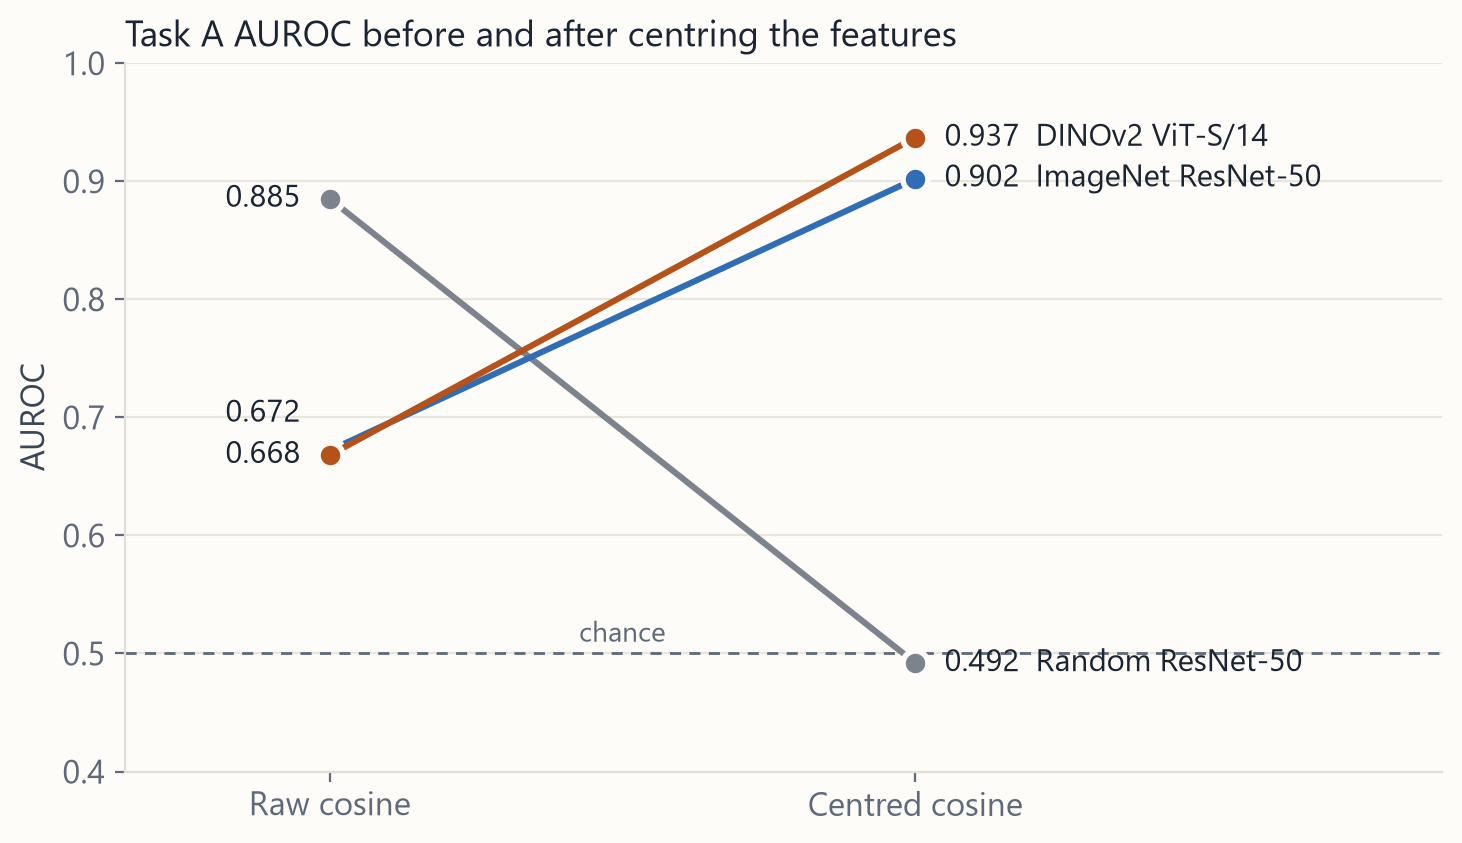 Task A AUROC before and after centring the features
1.0
0.9
0.8
0.7
0.6
0.5
0.4
AUROC
0.885
0.672
0.668
0.937 DINOv2 ViT-S/14
0.902 ImageNet ResNet-50
chance
0.492 Random ResNet-50
Raw cosine
Centred cosine